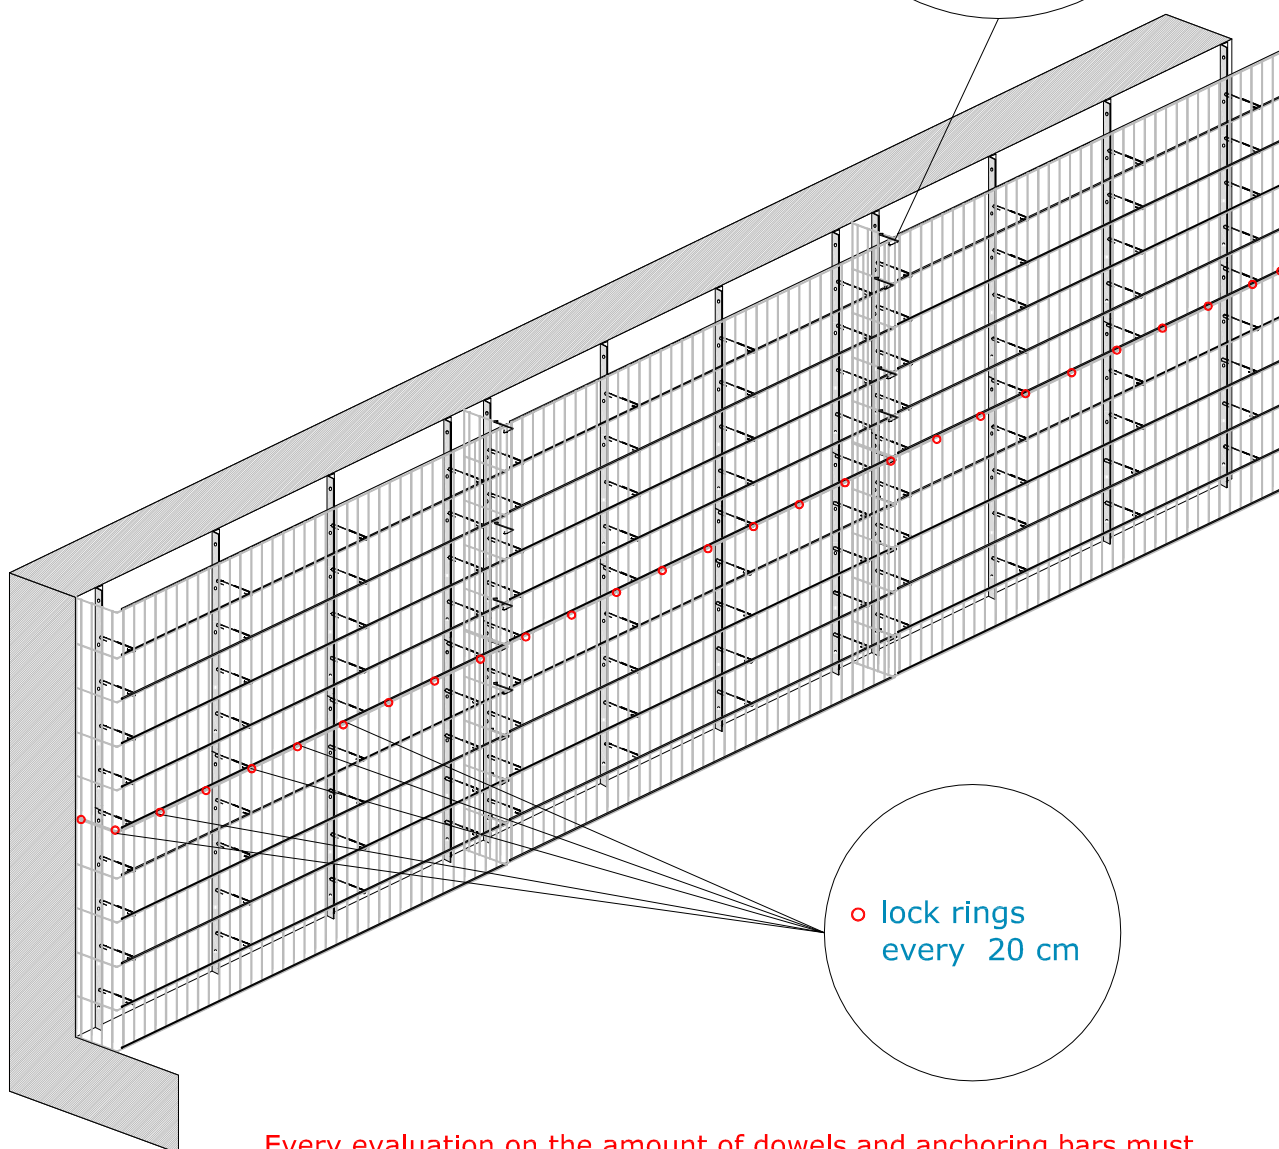 lock rings
every 20 cm
Every evaluation on the amount of dowels and anchoring bars must